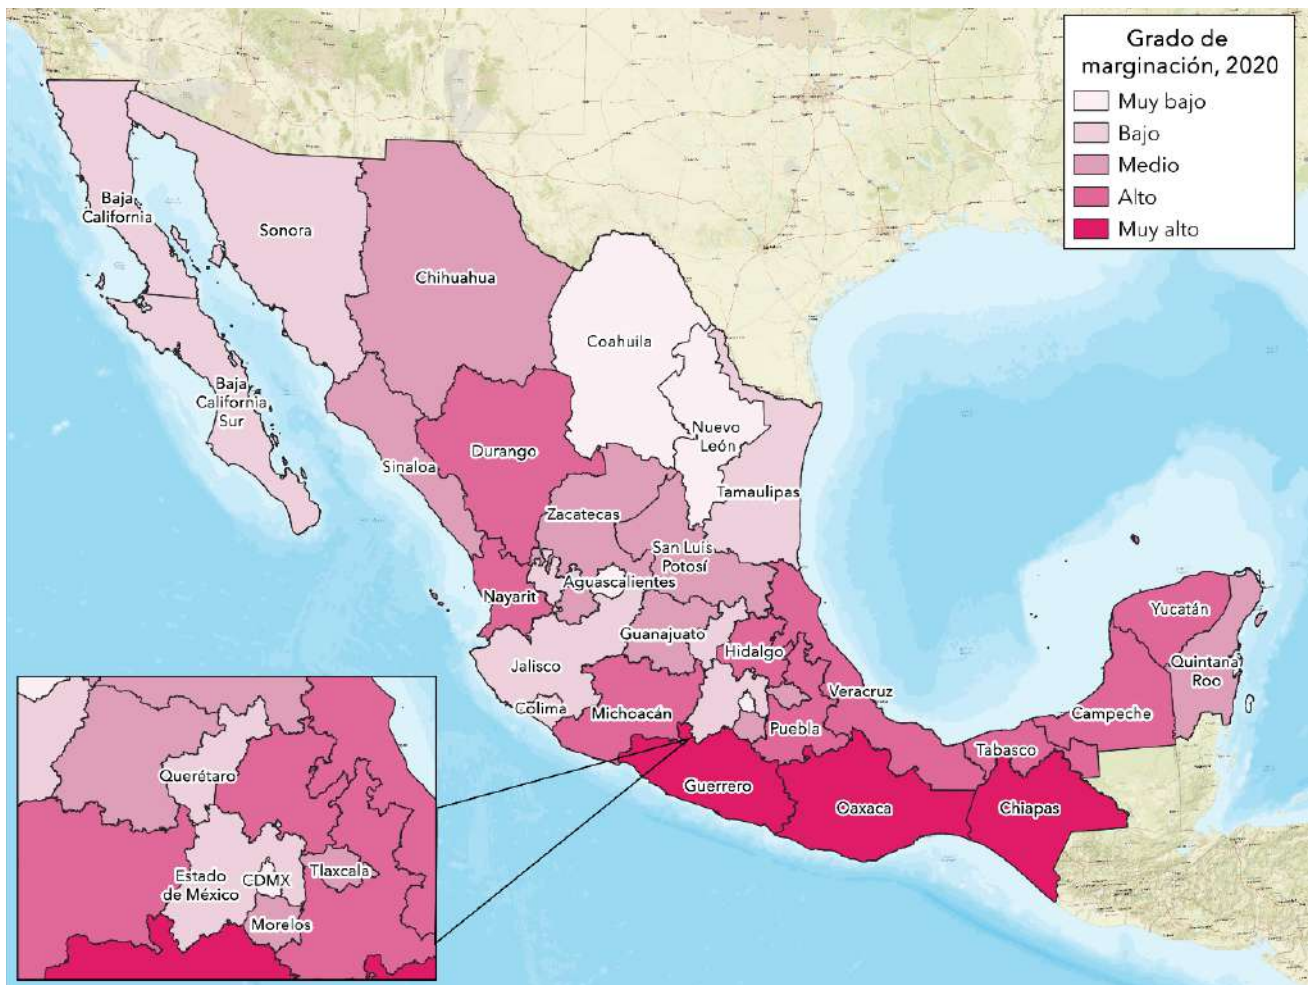 Grado de
marginación, 2020
Muy bajo
Bajo
Medio
Alto
Muy alto
Baja
California
Sonora
Chihuahua
Coahuila
Baja
California
Sur
Nuevo
León
Durango
Sinaloa
Tamaulipas
Zacatecas
San Luís
Potosí
Aguascalientes
Nayarit
Yucatán
Guanajuato
Hidalgo
Jalisco
Quintana
Roo
Veracruz
Colima
Michoacán
Campeche
Puebla
Tabasco
Guerrero
Oaxaca
Chiapas
Querétaro
Estado
de México
CDMX
Tlaxcala
Morelos